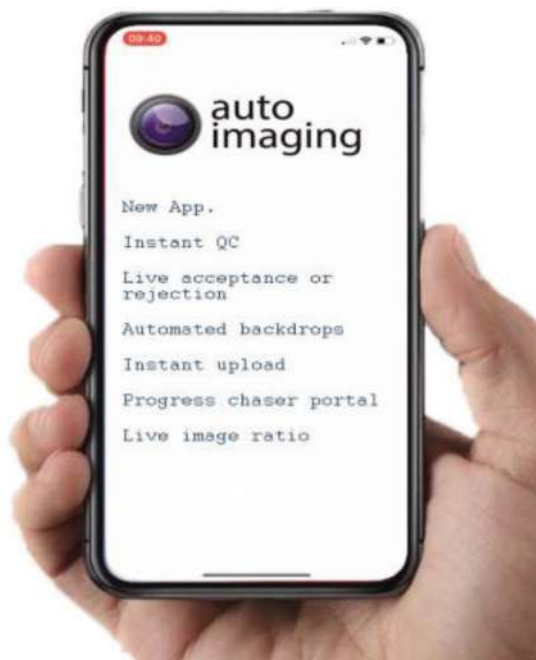 09:40
auto
imaging
New App.
Instant QC
Live acceptance or
rejection
Automated backdrops
Instant upload
Progress chaser portal
Live image ratio